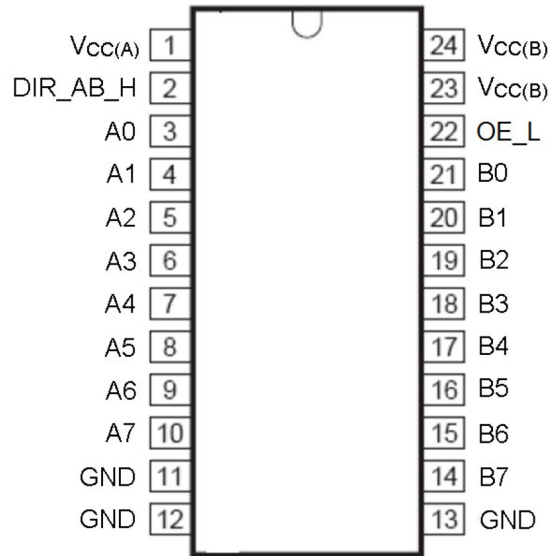 VCC(A) 1 24 VCC(B)
DIR_AB_H 2 23 VCC(B)
A0 3 22 OE_L
A1 4 21 B0
A2 5 20 B1
A3 6 19 B2
A4 7 18 B3
A5 8 17 B4
A6 9 16 B5
A7 10 15 B6
GND 11 14 B7
GND 12 13 GND